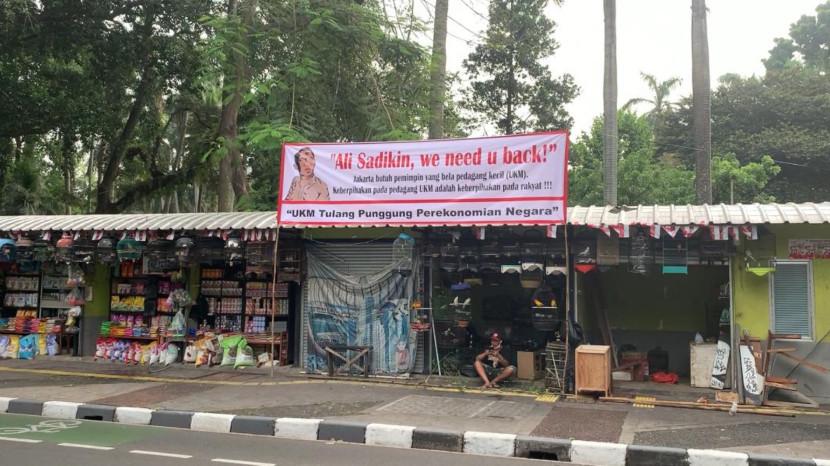 "Ali Sadikin, we need u back!"
Jakarta butuh pemimpin yang bela pedagang kecil (UKM).
Keberpihakan pada pedagang UKM adalah keberpihakan pada rakyat !!!
“UKM Tulang Punggung Perekonomian Negara”